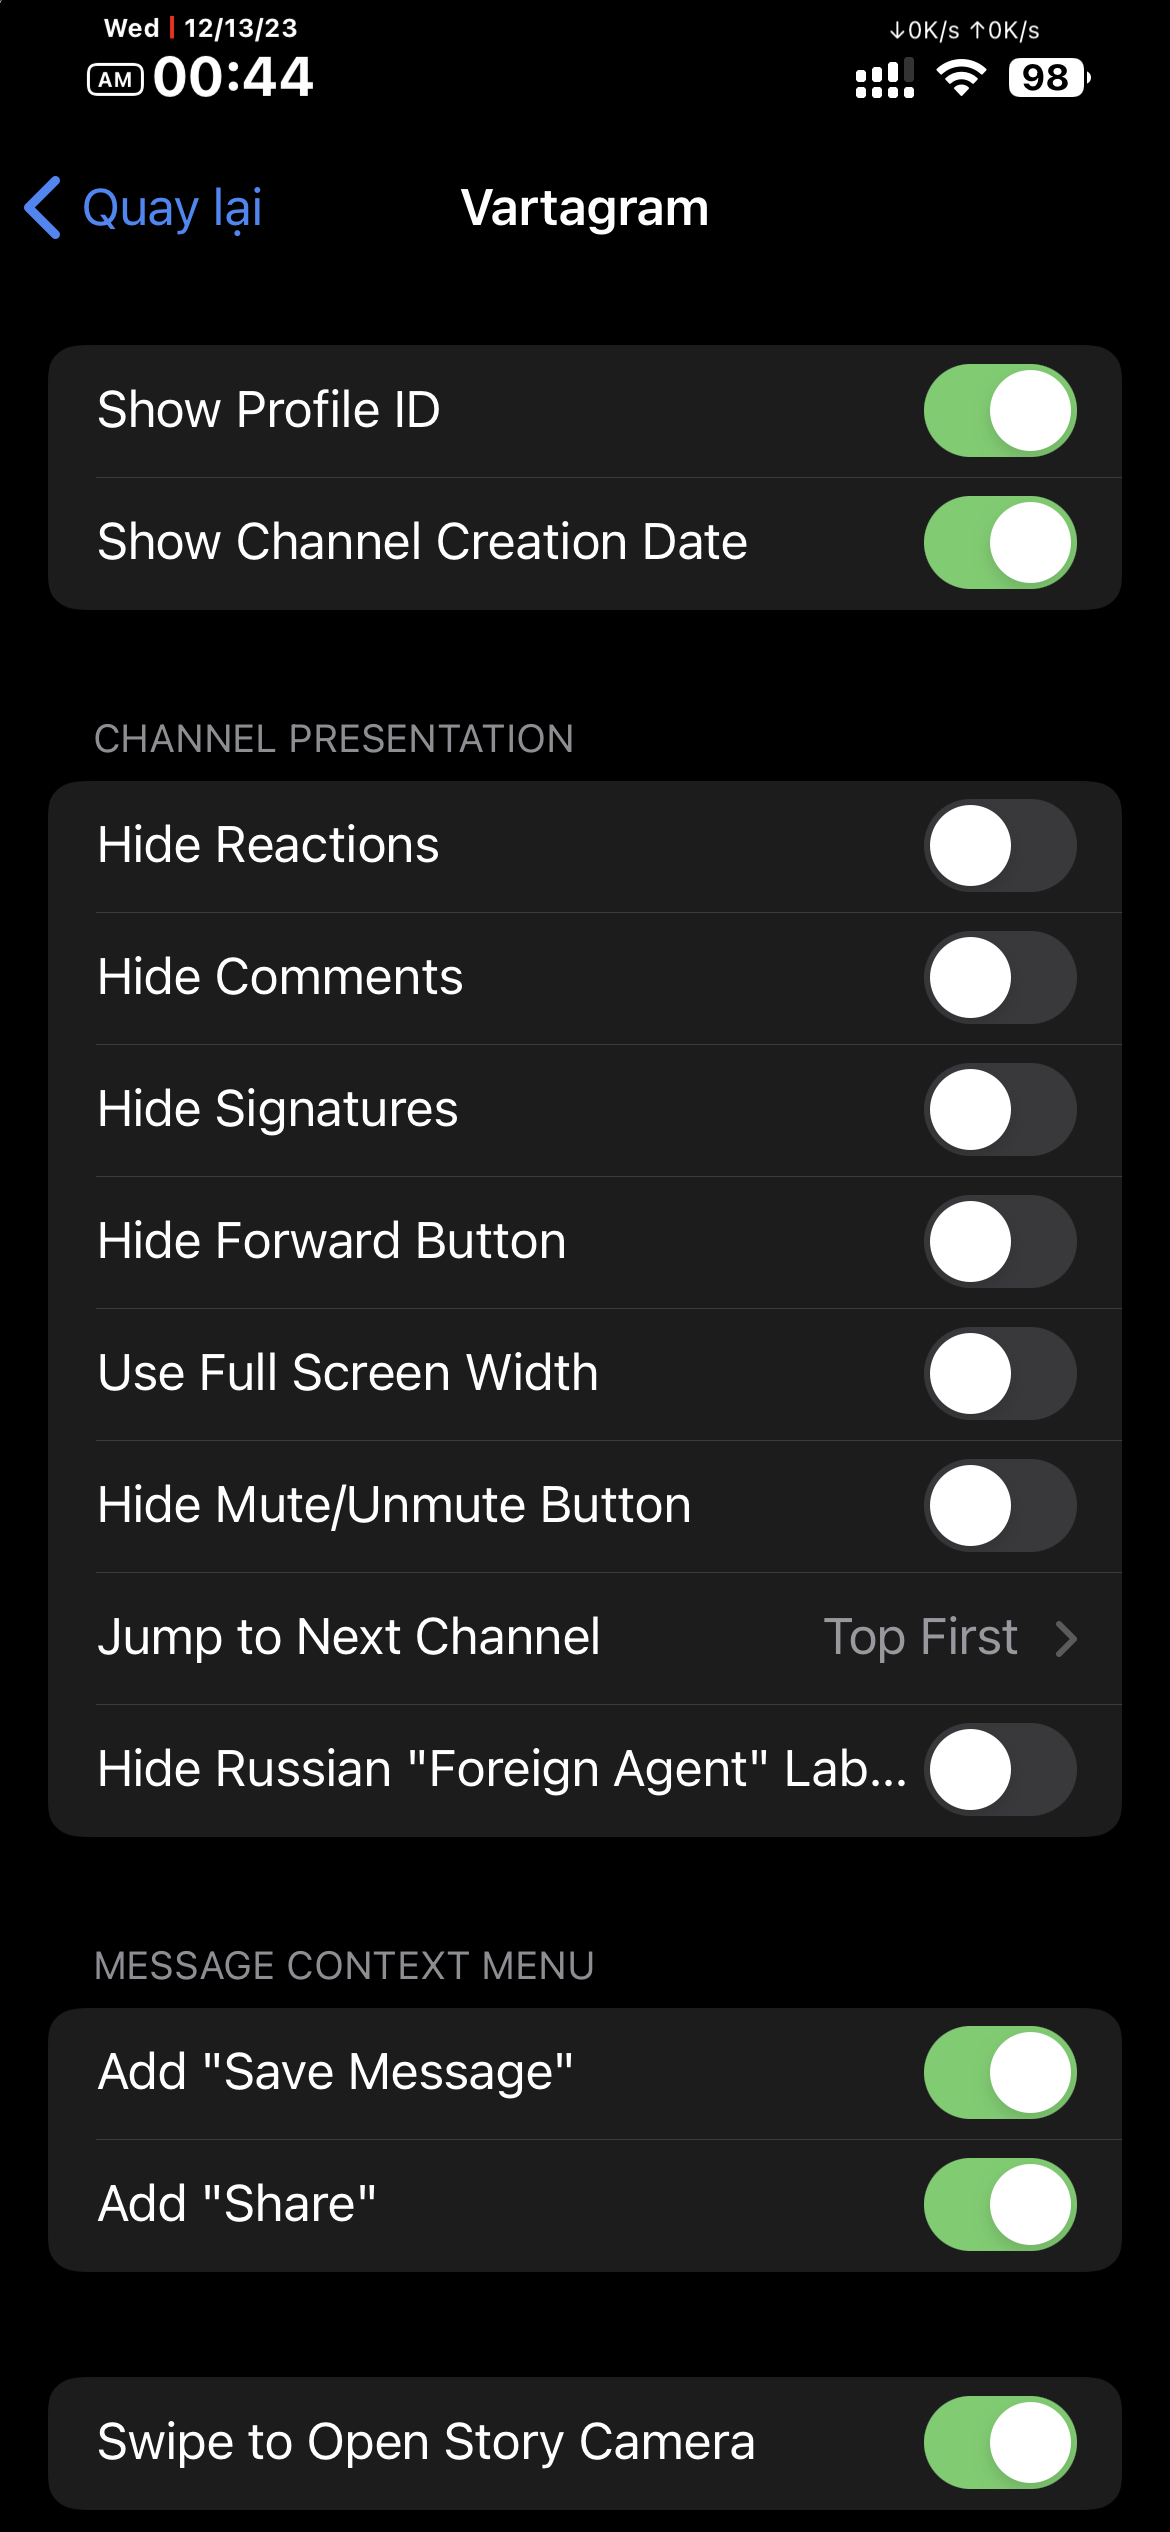 Wed | 12/13/23
↓0K/s ↑0K/s
AM 00:44
98
Quay lại
Vartagram
Show Profile ID
Show Channel Creation Date
CHANNEL PRESENTATION
Hide Reactions
Hide Comments
Hide Signatures
Hide Forward Button
Use Full Screen Width
Hide Mute/Unmute Button
Jump to Next Channel Top First
Hide Russian "Foreign Agent" Lab...
MESSAGE CONTEXT MENU
Add "Save Message"
Add "Share"
Swipe to Open Story Camera